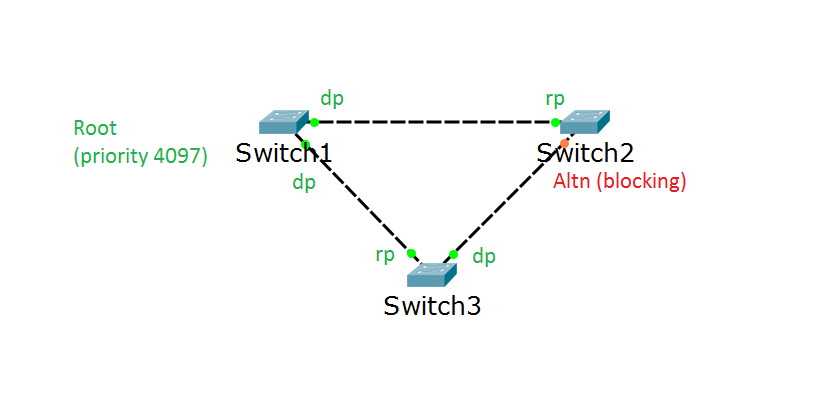 dp
rp
Root
(priority 4097)
Switch1
Switch2
dp
Altn (blocking)
rp
dp
Switch3